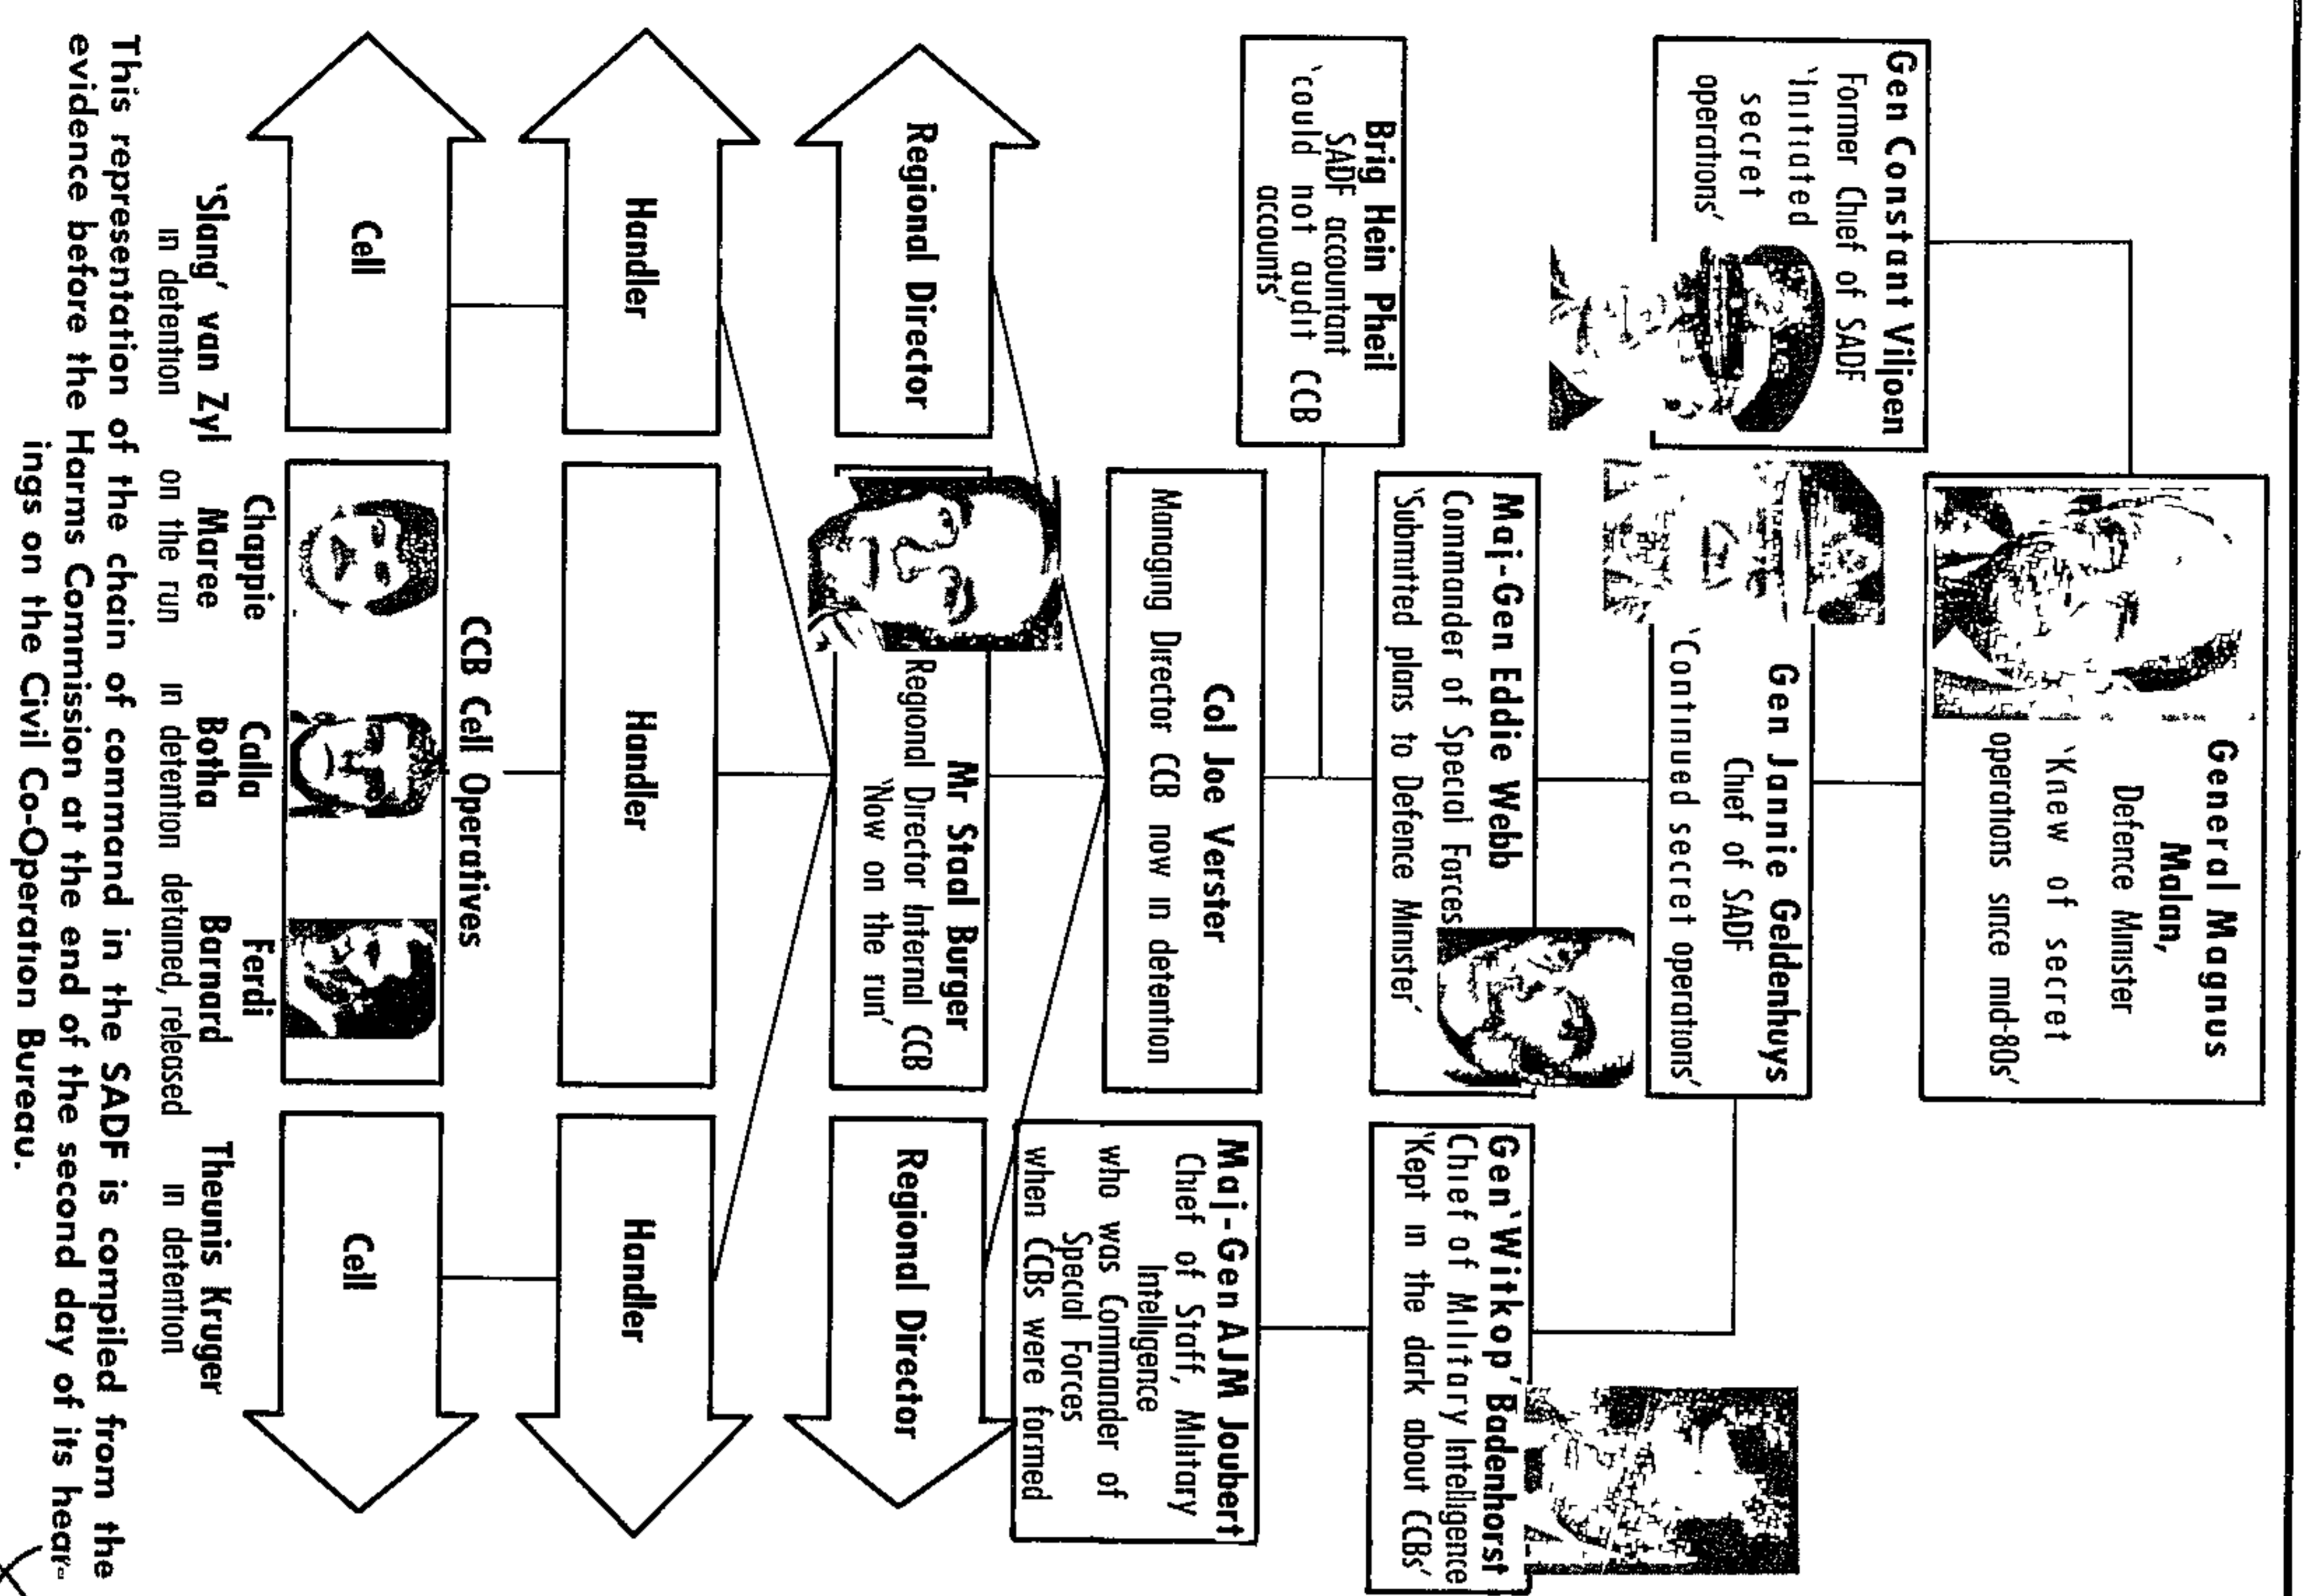 General Magnus
Malan,
Defence Minister
'Knew of secret
operations since mid-80s'
Gen Constant Viljoen
Former Chief of SADF
'Initiated
secret
operations'
Gen Jannie Geldenhuys
Chief of SADF
'Continued secret operations'
Maj-Gen Eddie Webb
Commander of Special Forces
'Submitted plans to Defence Minister'
Gen 'Witkop' Badenhorst
Chief of Military Intelligence
'Kept in the dark about CCBs'
Brig Hein Pheil
SADF accountant
'could not audit CCB
accounts'
Col Joe Verster
Managing Director CCB now in detention
Maj-Gen AJM Joubert
Chief of Staff, Military
Intelligence
who was Commander of
Special Forces
when CCBs were formed
Regional Director
Mr Staal Burger
Regional Director Internal CCB
'Now on the run'
Regional Director
Handler
Handler
Handler
Cell
CCB Cell Operatives
Cell
'Slang' van Zyl
in detention
Chappie
Maree
on the run
Calla
Botha
in detention
Ferdi
Barnard
detained, released
Theunis Kruger
in detention
This representation of the chain of command in the SADF is compiled from the
evidence before the Harms Commission at the end of the second day of its hear-
ings on the Civil Co-Operation Bureau.